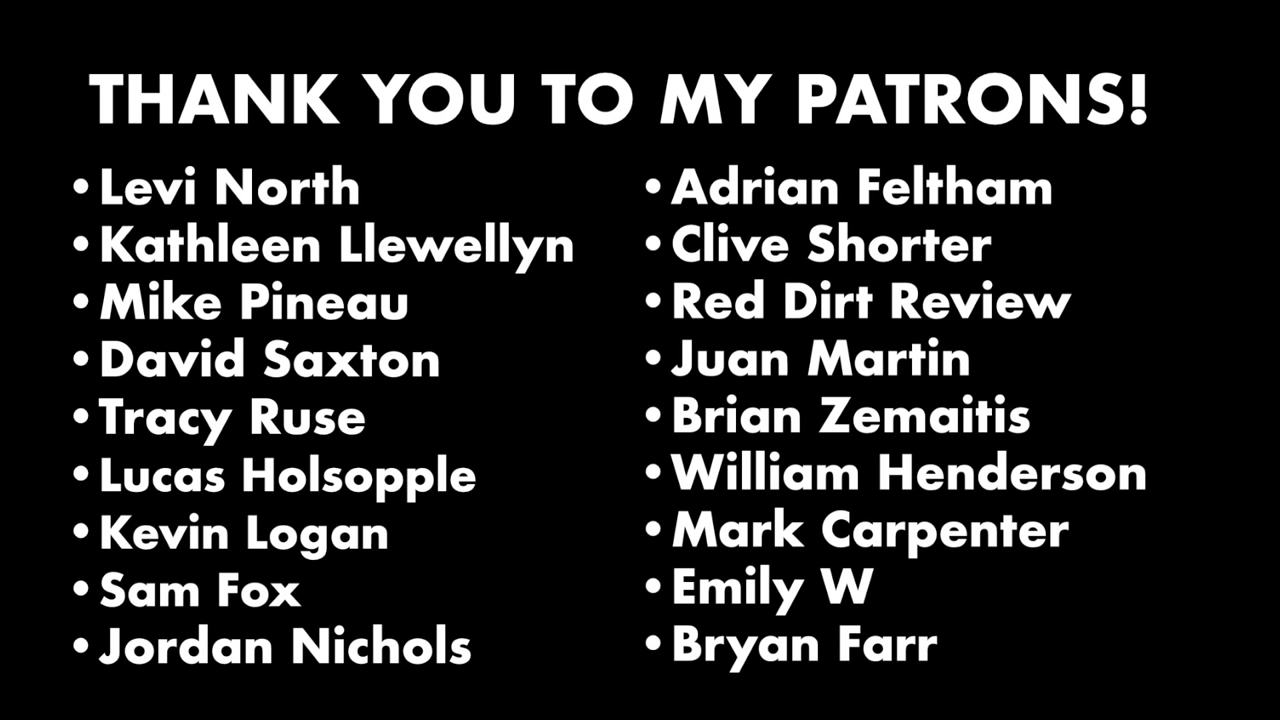 THANK YOU TO MY PATRONS!
• Levi North
• Kathleen Llewellyn
• Mike Pineau
• David Saxton
• Tracy Ruse
• Lucas Holsopple
• Kevin Logan
• Sam Fox
• Jordan Nichols
• Adrian Feltham
• Clive Shorter
• Red Dirt Review
• Juan Martin
• Brian Zemaitis
• William Henderson
• Mark Carpenter
• Emily W
• Bryan Farr